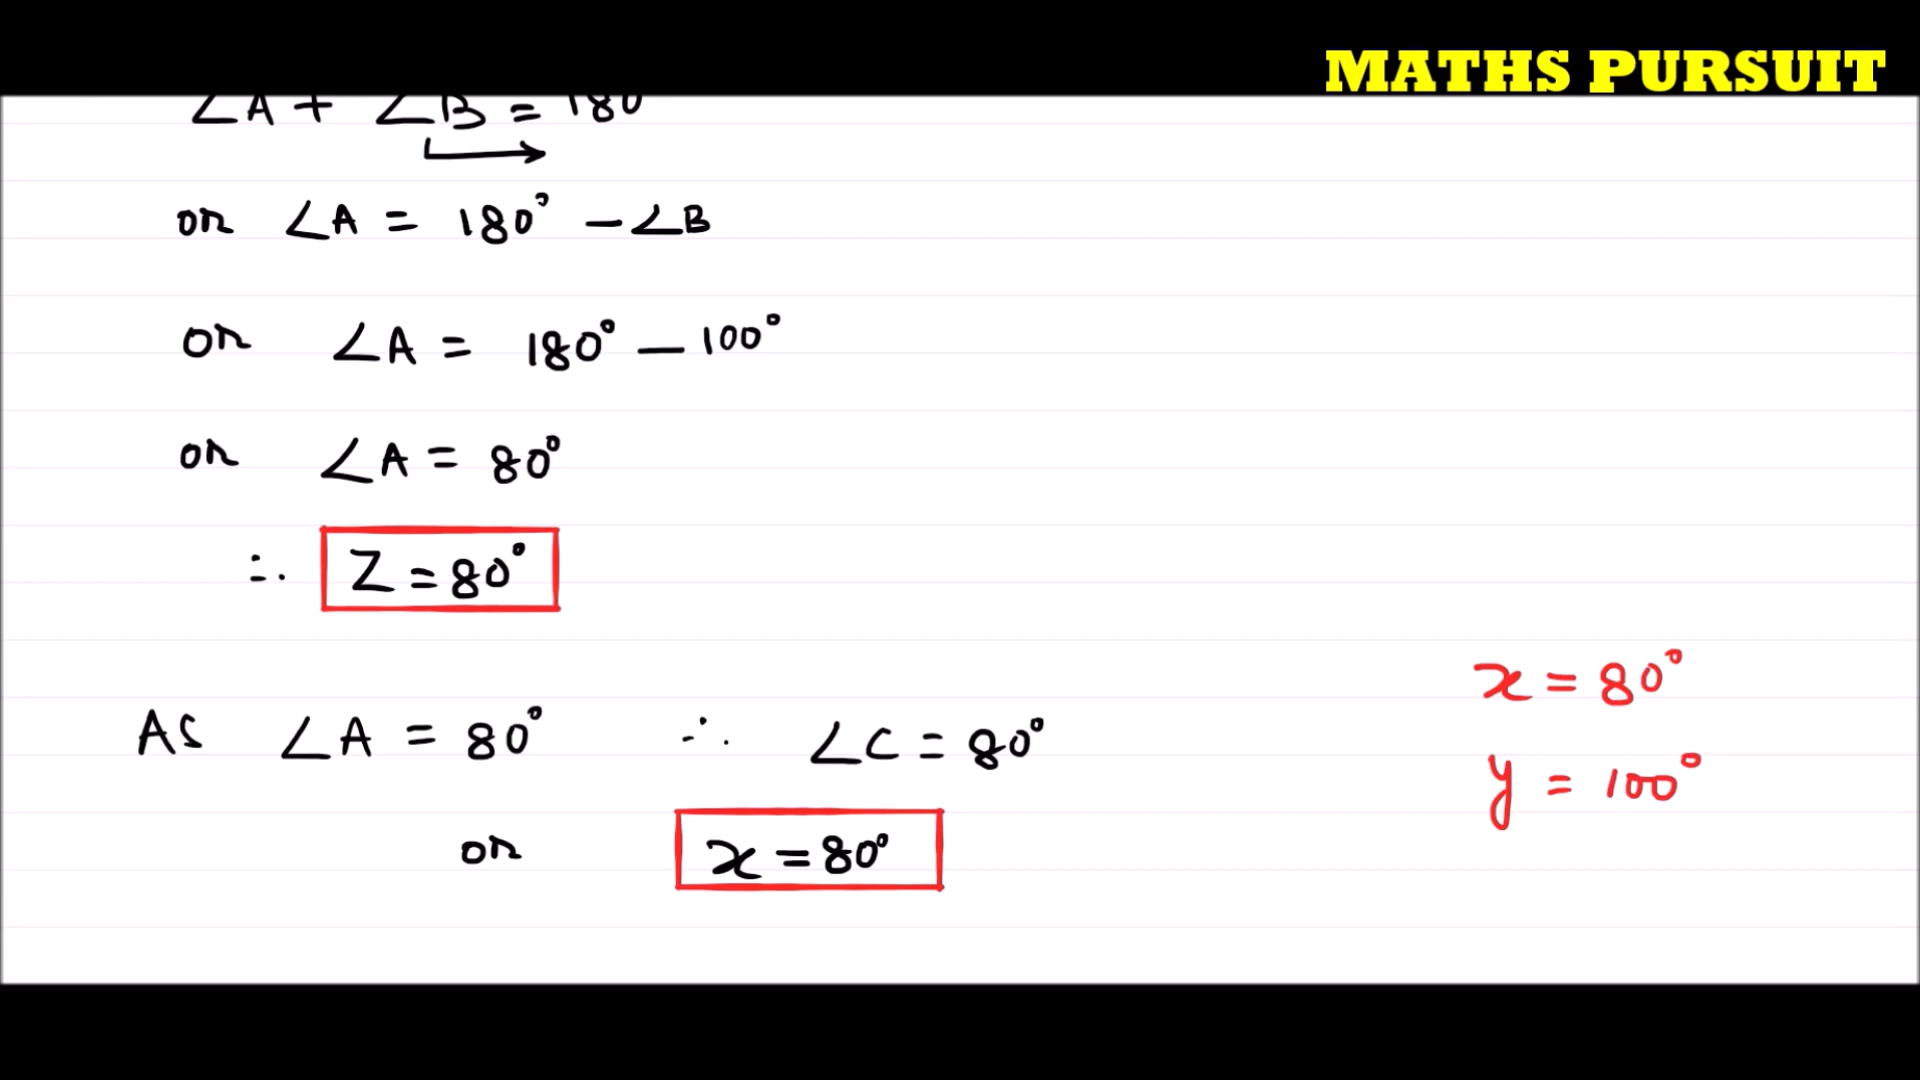 MATHS PURSUIT
∠A + ∠B = 180
or ∠A = 180° - ∠B
or ∠A = 180° - 100°
or ∠A = 80°
∴ Z = 80°
As ∠A = 80° ∴ ∠C = 80°
or x = 80°
x = 80°
y = 100°